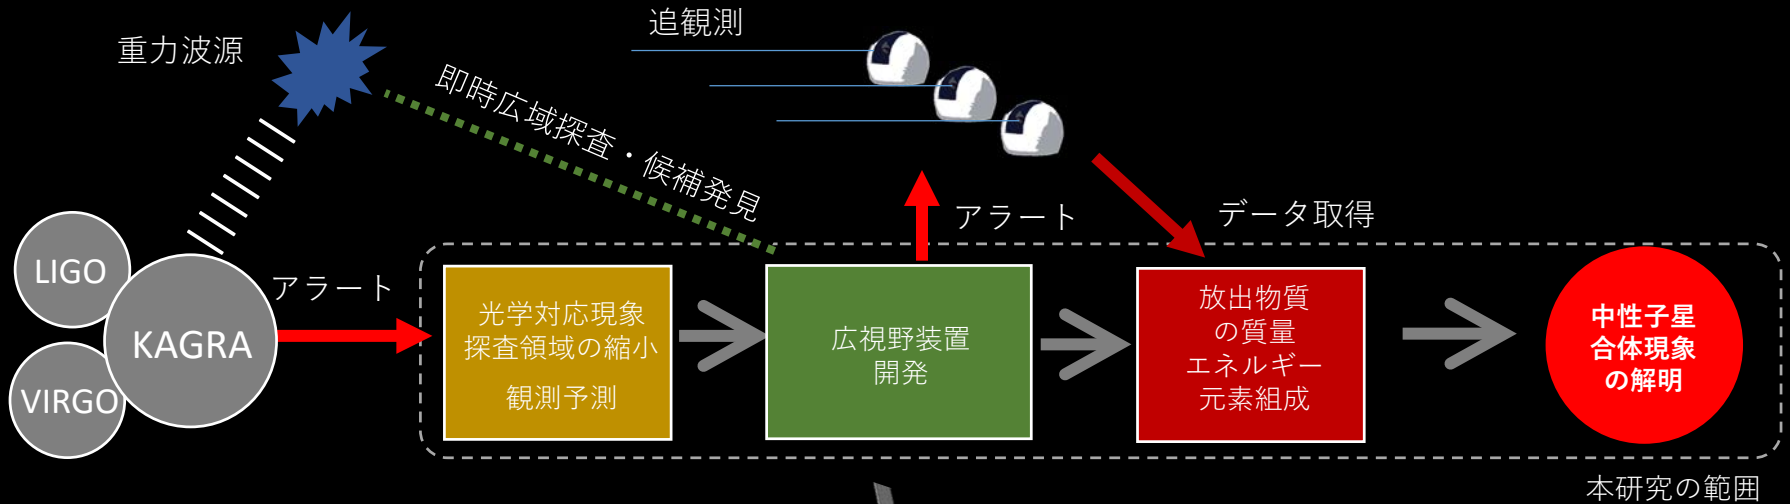 追観測
重力波源
即時広域探査・候補発見
アラート
データ取得
LIGO
KAGRA
VIRGO
アラート
光学対応現象
探査領域の縮小
観測予測
広視野装置
開発
放出物質
の質量
エネルギー
元素組成
中性子星
合体現象
の解明
本研究の範囲